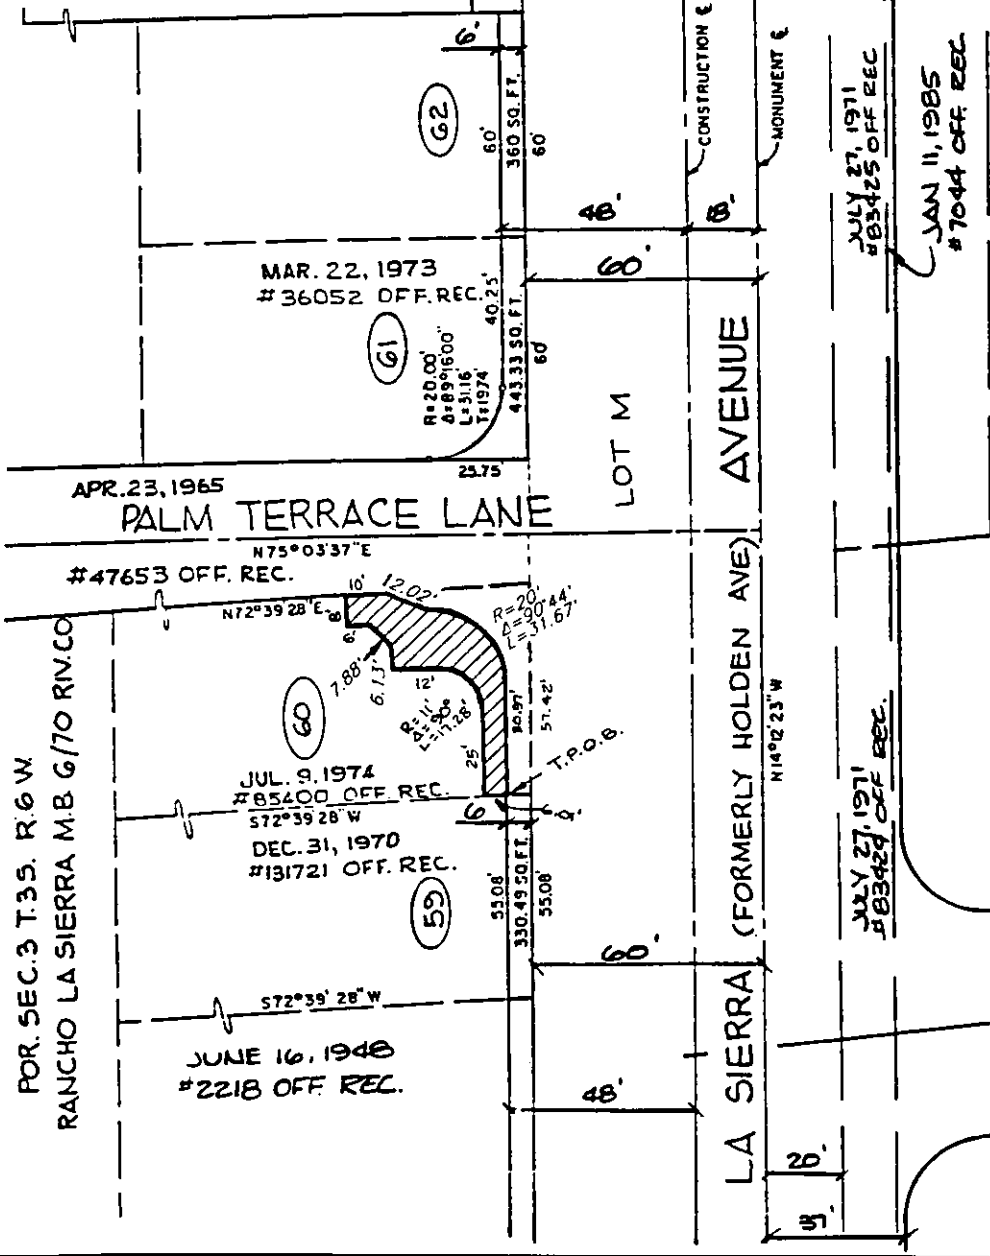 6'
62
60'
360 SQ. FT.
60'
CONSTRUCTION ℄
MONUMENT ℄
48'
18'
60'
JULY 27, 1971
#83425 OFF REC
JAN 11, 1985
#7044 OFF. REC.
MAR. 22, 1973
#36052 OFF. REC.
61
R=20.00'
Δ=89°16'00"
L=31.16
T=19.74
40.25'
443.33 SQ. FT.
60'
25.75'
LOT M
LA SIERRA (FORMERLY HOLDEN AVE) AVENUE
APR. 23, 1965
PALM TERRACE LANE
N75°03'37"E
#47653 OFF. REC.
N72°39'28"E
10'
12.02'
8'
6'
R=20'
Δ=90°44'
L=31.67'
7.88'
6.13'
12'
R=11'
Δ=90°
L=17.28'
25'
57.42'
T.P.O.B.
60
POR. SEC. 3 T. 3 S. R. 6 W.
RANCHO LA SIERRA M.B. 6/70 RIV. CO
JUL. 9, 1974
#85400 OFF. REC.
S72°39'28"W
DEC. 31, 1970
#131721 OFF. REC.
6
59
55.08'
330.49 SQ. FT.
55.08'
60'
N14°12'23"W
JULY 27, 1971
#83424 OFF REC.
S72°39'28"W
JUNE 16, 1948
#2218 OFF. REC.
48'
20'
37'